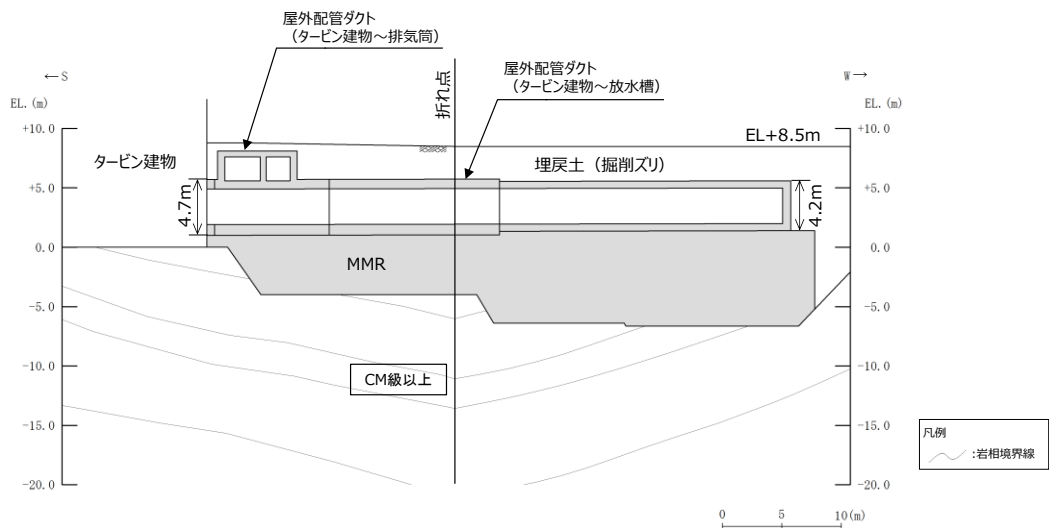 屋外配管ダクト
（タービン建物～排気筒）
←S
折れ点
屋外配管ダクト
（タービン建物～放水槽）
W→
EL. (m)
EL. (m)
+10.0
+10.0
EL+8.5m
タービン建物
埋戻土（掘削ズリ）
+5.0
+5.0
4.7m
4.2m
0.0
0.0
MMR
-5.0
-5.0
-10.0
-10.0
CM級以上
-15.0
-15.0
凡例
:岩相境界線
-20.0
-20.0
0 5 10(m)